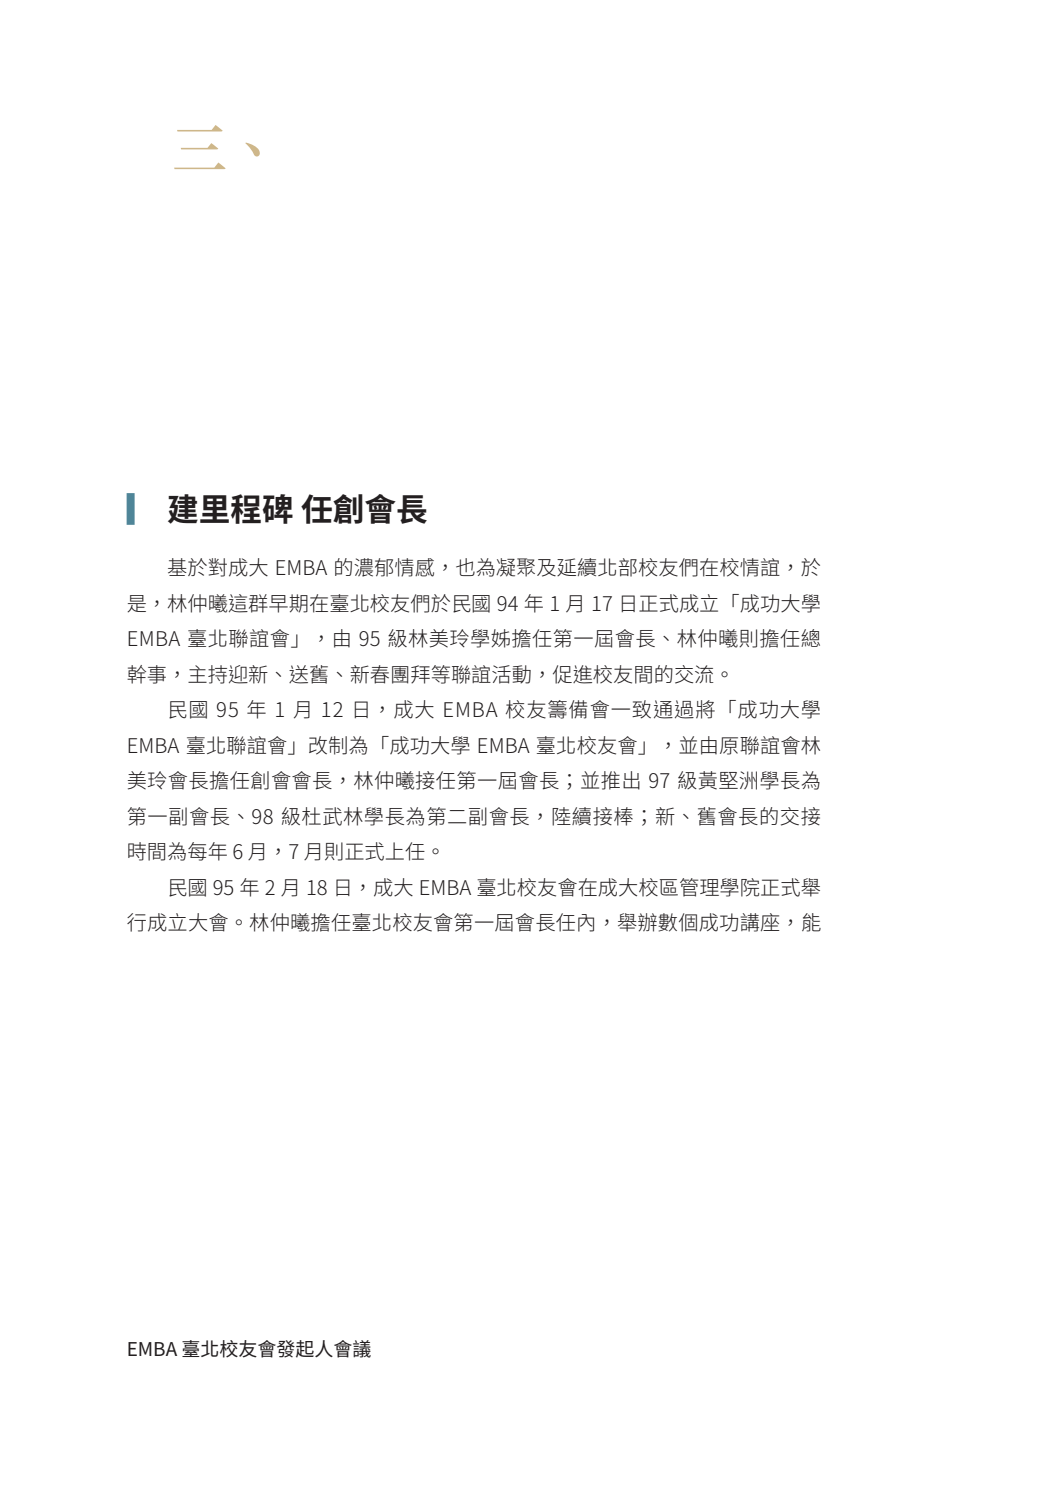 三、
建里程碑 任創會長
基於對成大 EMBA 的濃郁情感，也為凝聚及延續北部校友們在校情誼，於
是，林仲曦這群早期在臺北校友們於民國 94 年 1 月 17 日正式成立「成功大學
EMBA 臺北聯誼會」，由 95 級林美玲學姊擔任第一屆會長、林仲曦則擔任總
幹事，主持迎新、送舊、新春團拜等聯誼活動，促進校友間的交流。
民國 95 年 1 月 12 日，成大 EMBA 校友籌備會一致通過將「成功大學
EMBA 臺北聯誼會」改制為「成功大學 EMBA 臺北校友會」，並由原聯誼會林
美玲會長擔任創會會長，林仲曦接任第一屆會長；並推出 97 級黃堅洲學長為
第一副會長、98 級杜武林學長為第二副會長，陸續接棒；新、舊會長的交接
時間為每年 6 月，7 月則正式上任。
民國 95 年 2 月 18 日，成大 EMBA 臺北校友會在成大校區管理學院正式舉
行成立大會。林仲曦擔任臺北校友會第一屆會長任內，舉辦數個成功講座，能
EMBA 臺北校友會發起人會議